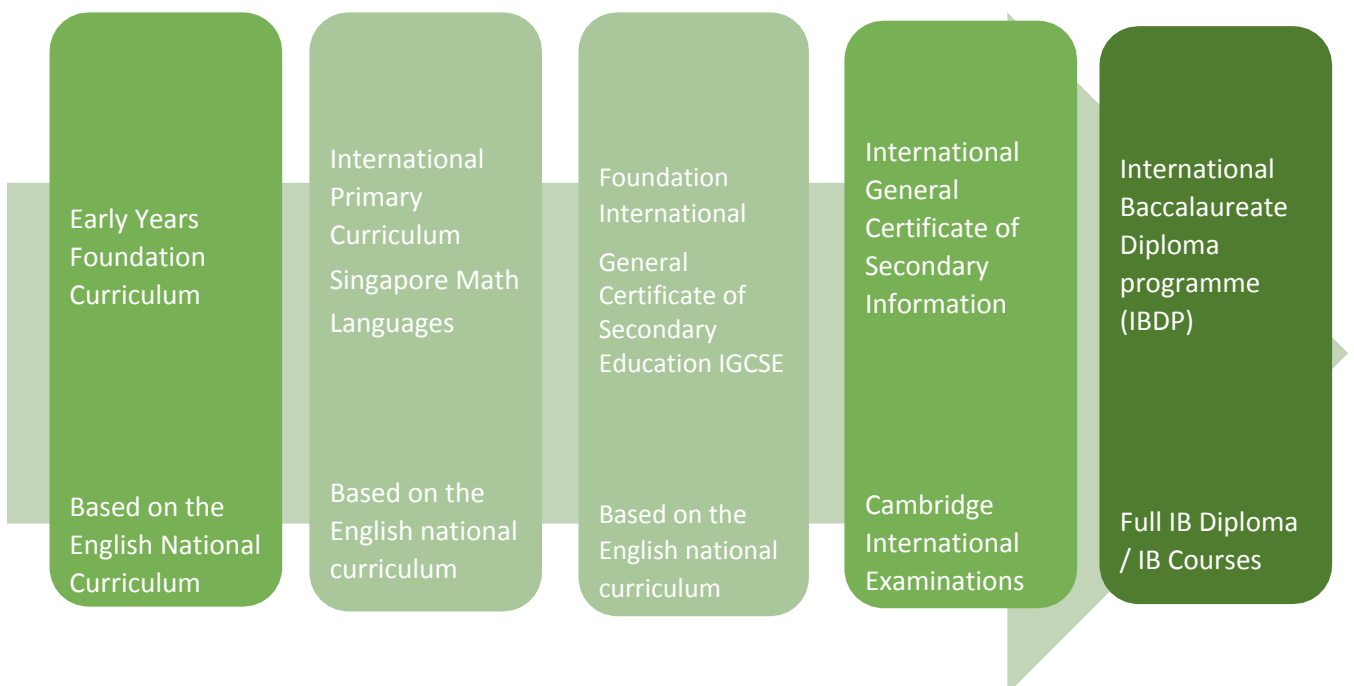 Early Years
Foundation
Curriculum
Based on the
English National
Curriculum
International
Primary
Curriculum
Singapore Math
Languages
Based on the
English national
curriculum
Foundation
International
General
Certificate of
Secondary
Education IGCSE
Based on the
English national
curriculum
International
General
Certificate of
Secondary
Information
Cambridge
International
Examinations
International
Baccalaureate
Diploma
programme
(IBDP)
Full IB Diploma
/ IB Courses